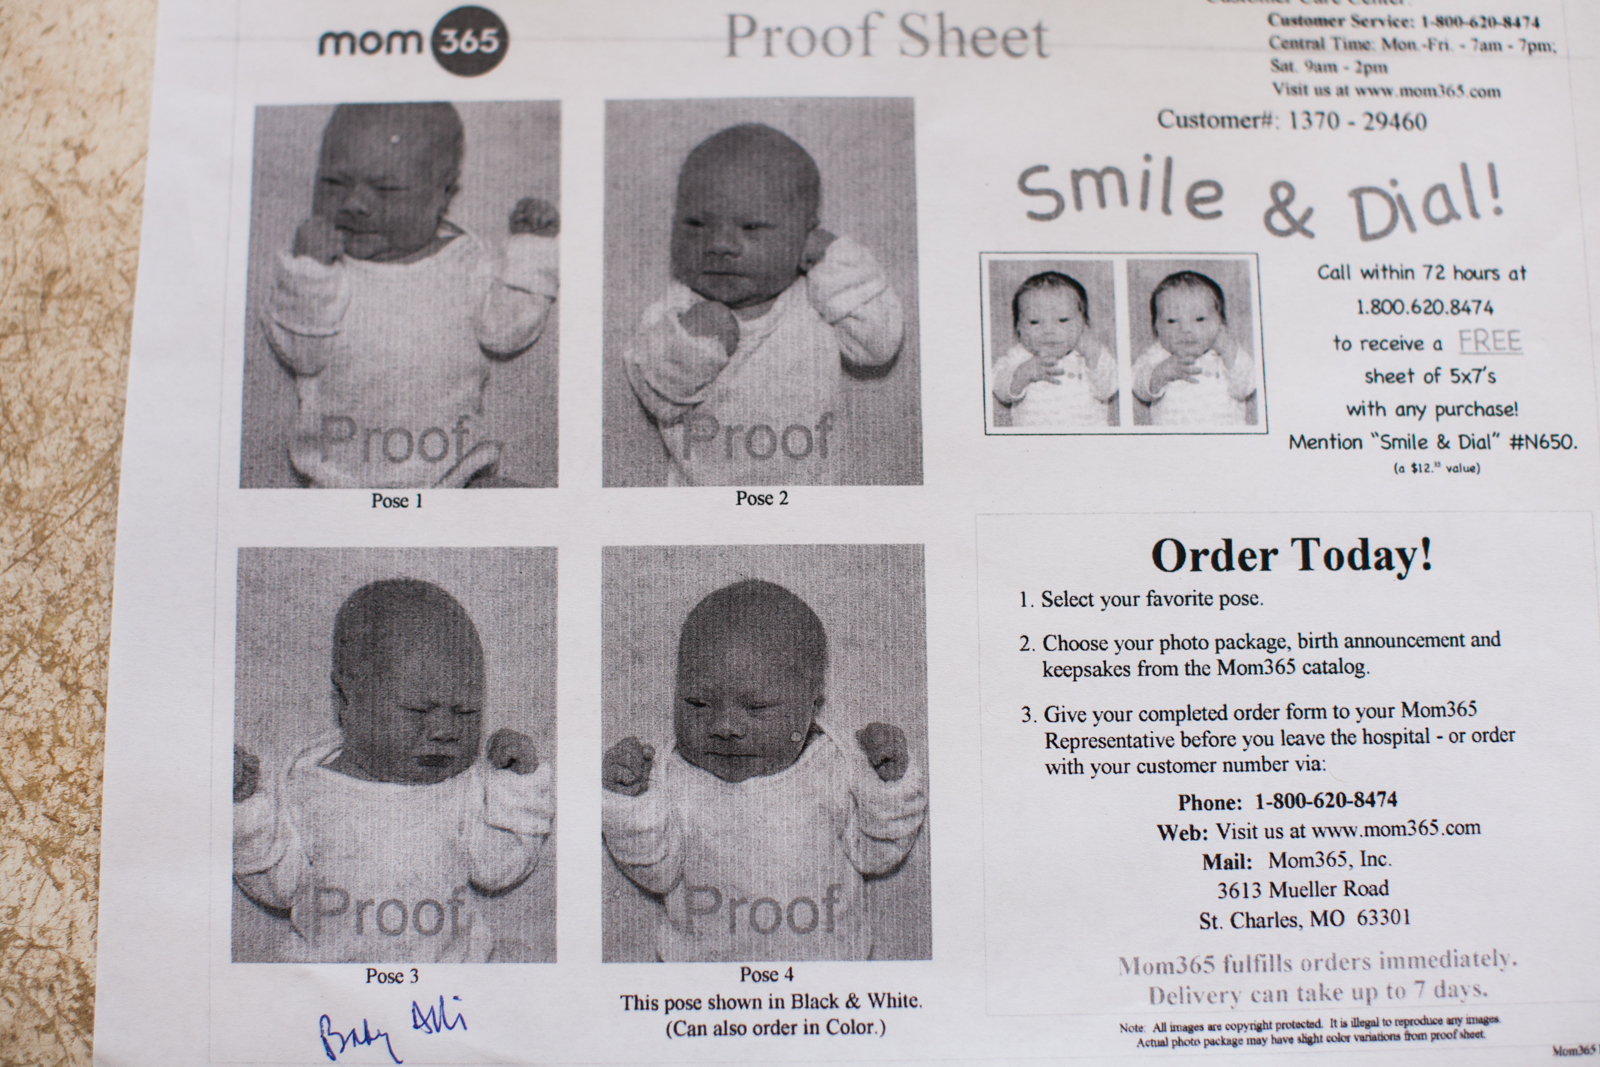 mom 365
Proof Sheet
Customer Care Center:
Customer Service: 1-800-620-8474
Central Time: Mon.-Fri. - 7am - 7pm;
Sat. 9am - 2pm
Visit us at www.mom365.com
Customer#: 1370 - 29460
Smile & Dial!
Call within 72 hours at
1.800.620.8474
to receive a FREE
sheet of 5x7's
with any purchase!
Mention "Smile & Dial" #N650.
(a $12. value)
Proof
Pose 1
Proof
Pose 2
Proof
Pose 3
Baby Alli
Proof
Pose 4
This pose shown in Black & White.
(Can also order in Color.)
Order Today!
1. Select your favorite pose.
2. Choose your photo package, birth announcement and
keepsakes from the Mom365 catalog.
3. Give your completed order form to your Mom365
Representative before you leave the hospital - or order
with your customer number via:
Phone: 1-800-620-8474
Web: Visit us at www.mom365.com
Mail: Mom365, Inc.
3613 Mueller Road
St. Charles, MO 63301
Mom365 fulfills orders immediately.
Delivery can take up to 7 days.
Note: All images are copyright protected. It is illegal to reproduce any images.
Actual photo package may have slight color variations from proof sheet.
Mom365